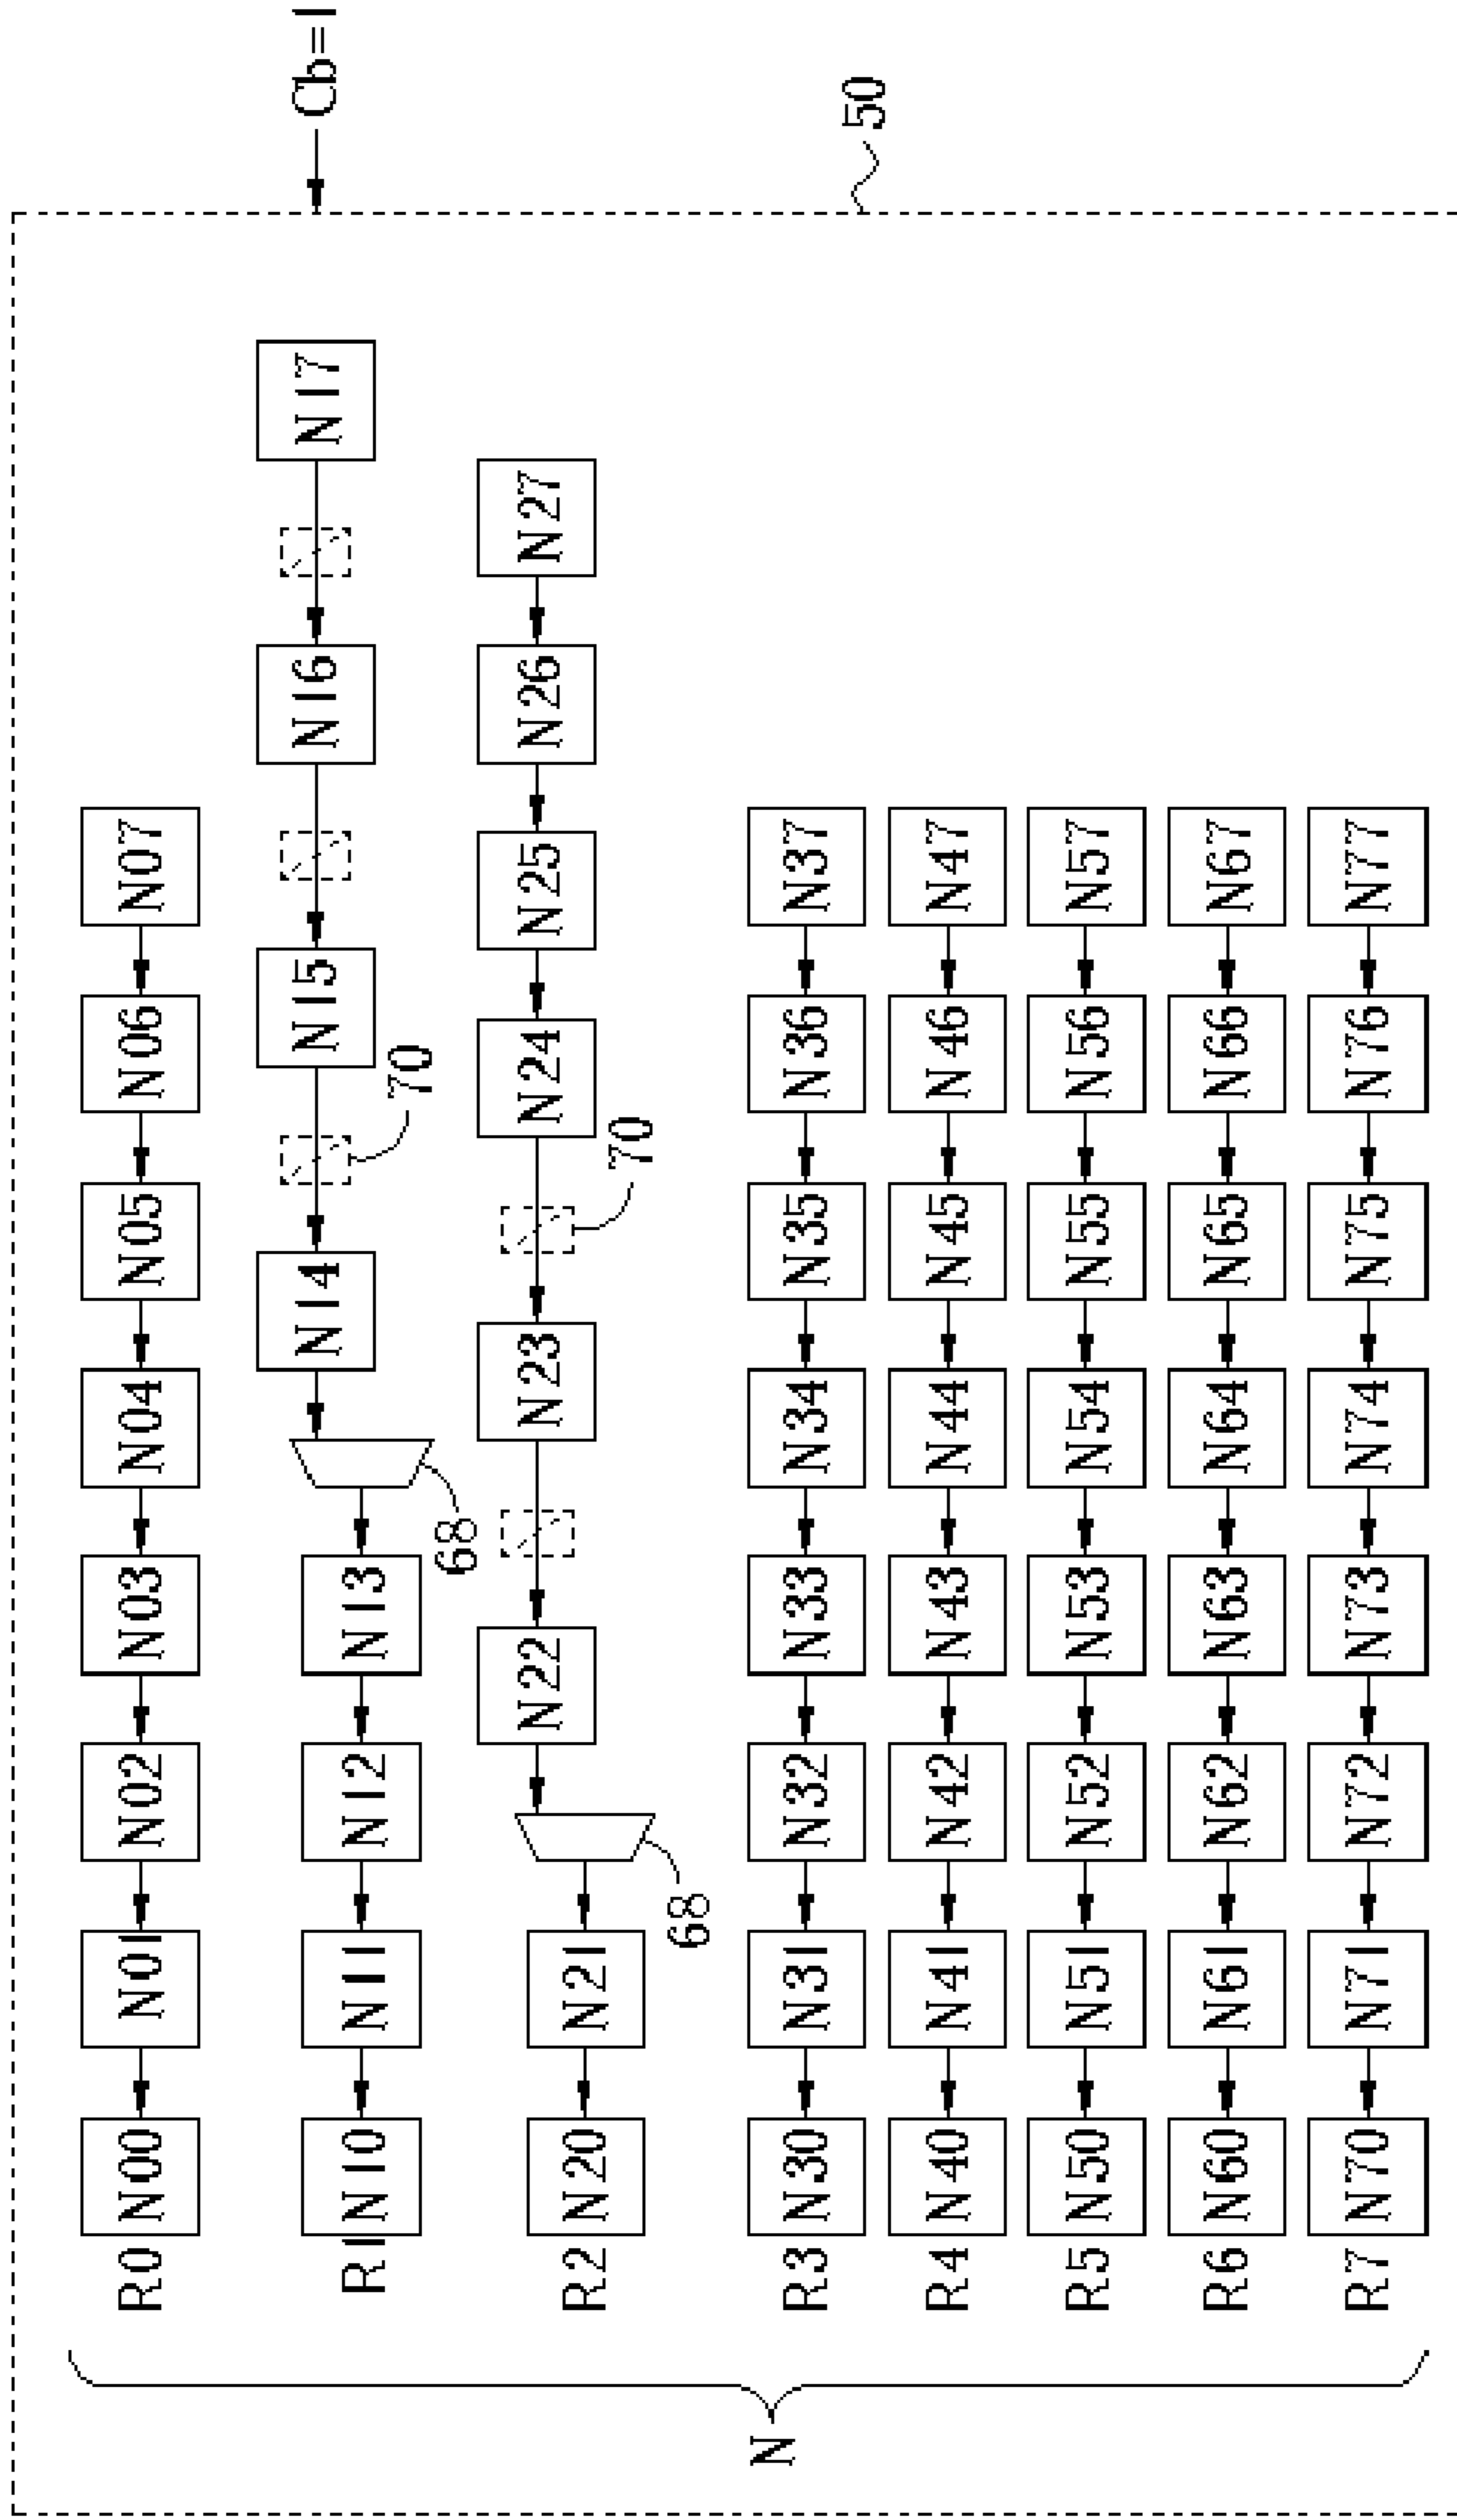 Cb=1
50
R0 N00 N01 N02 N03 N04 N05 N06 N07
R1 N10 N11 N12 N13 N14 N15 N16 N17
68
70
R2 N20 N21 N22 N23 N24 N25 N26 N27
68
70
R3 N30 N31 N32 N33 N34 N35 N36 N37
R4 N40 N41 N42 N43 N44 N45 N46 N47
R5 N50 N51 N52 N53 N54 N55 N56 N57
R6 N60 N61 N62 N63 N64 N65 N66 N67
R7 N70 N71 N72 N73 N74 N75 N76 N77
N